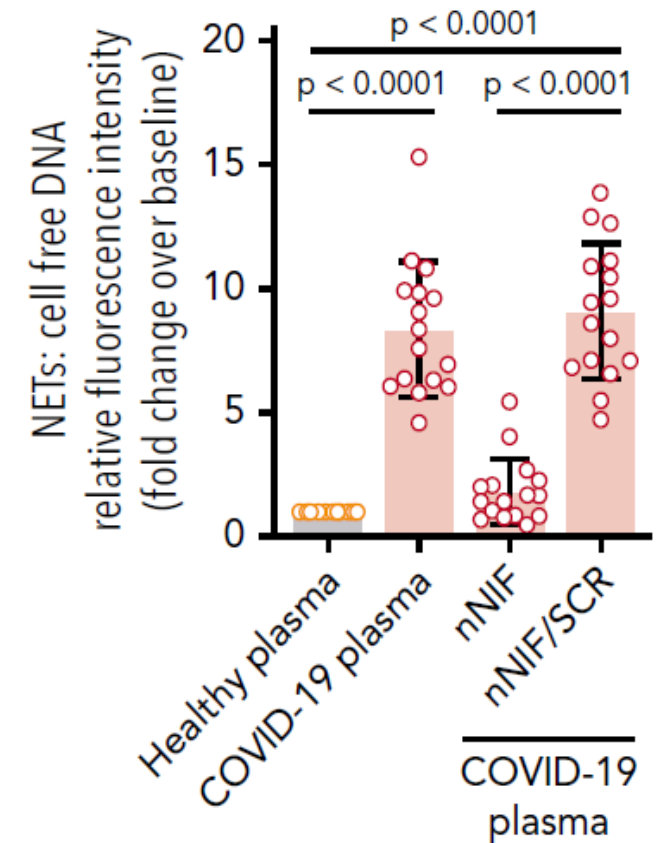 NETs: cell free DNA
relative fluorescence intensity
(fold change over baseline)
20
15
10
5
0
p < 0.0001
p < 0.0001
p < 0.0001
Healthy plasma
COVID-19 plasma
nNIF
nNIF/SCR
COVID-19
plasma